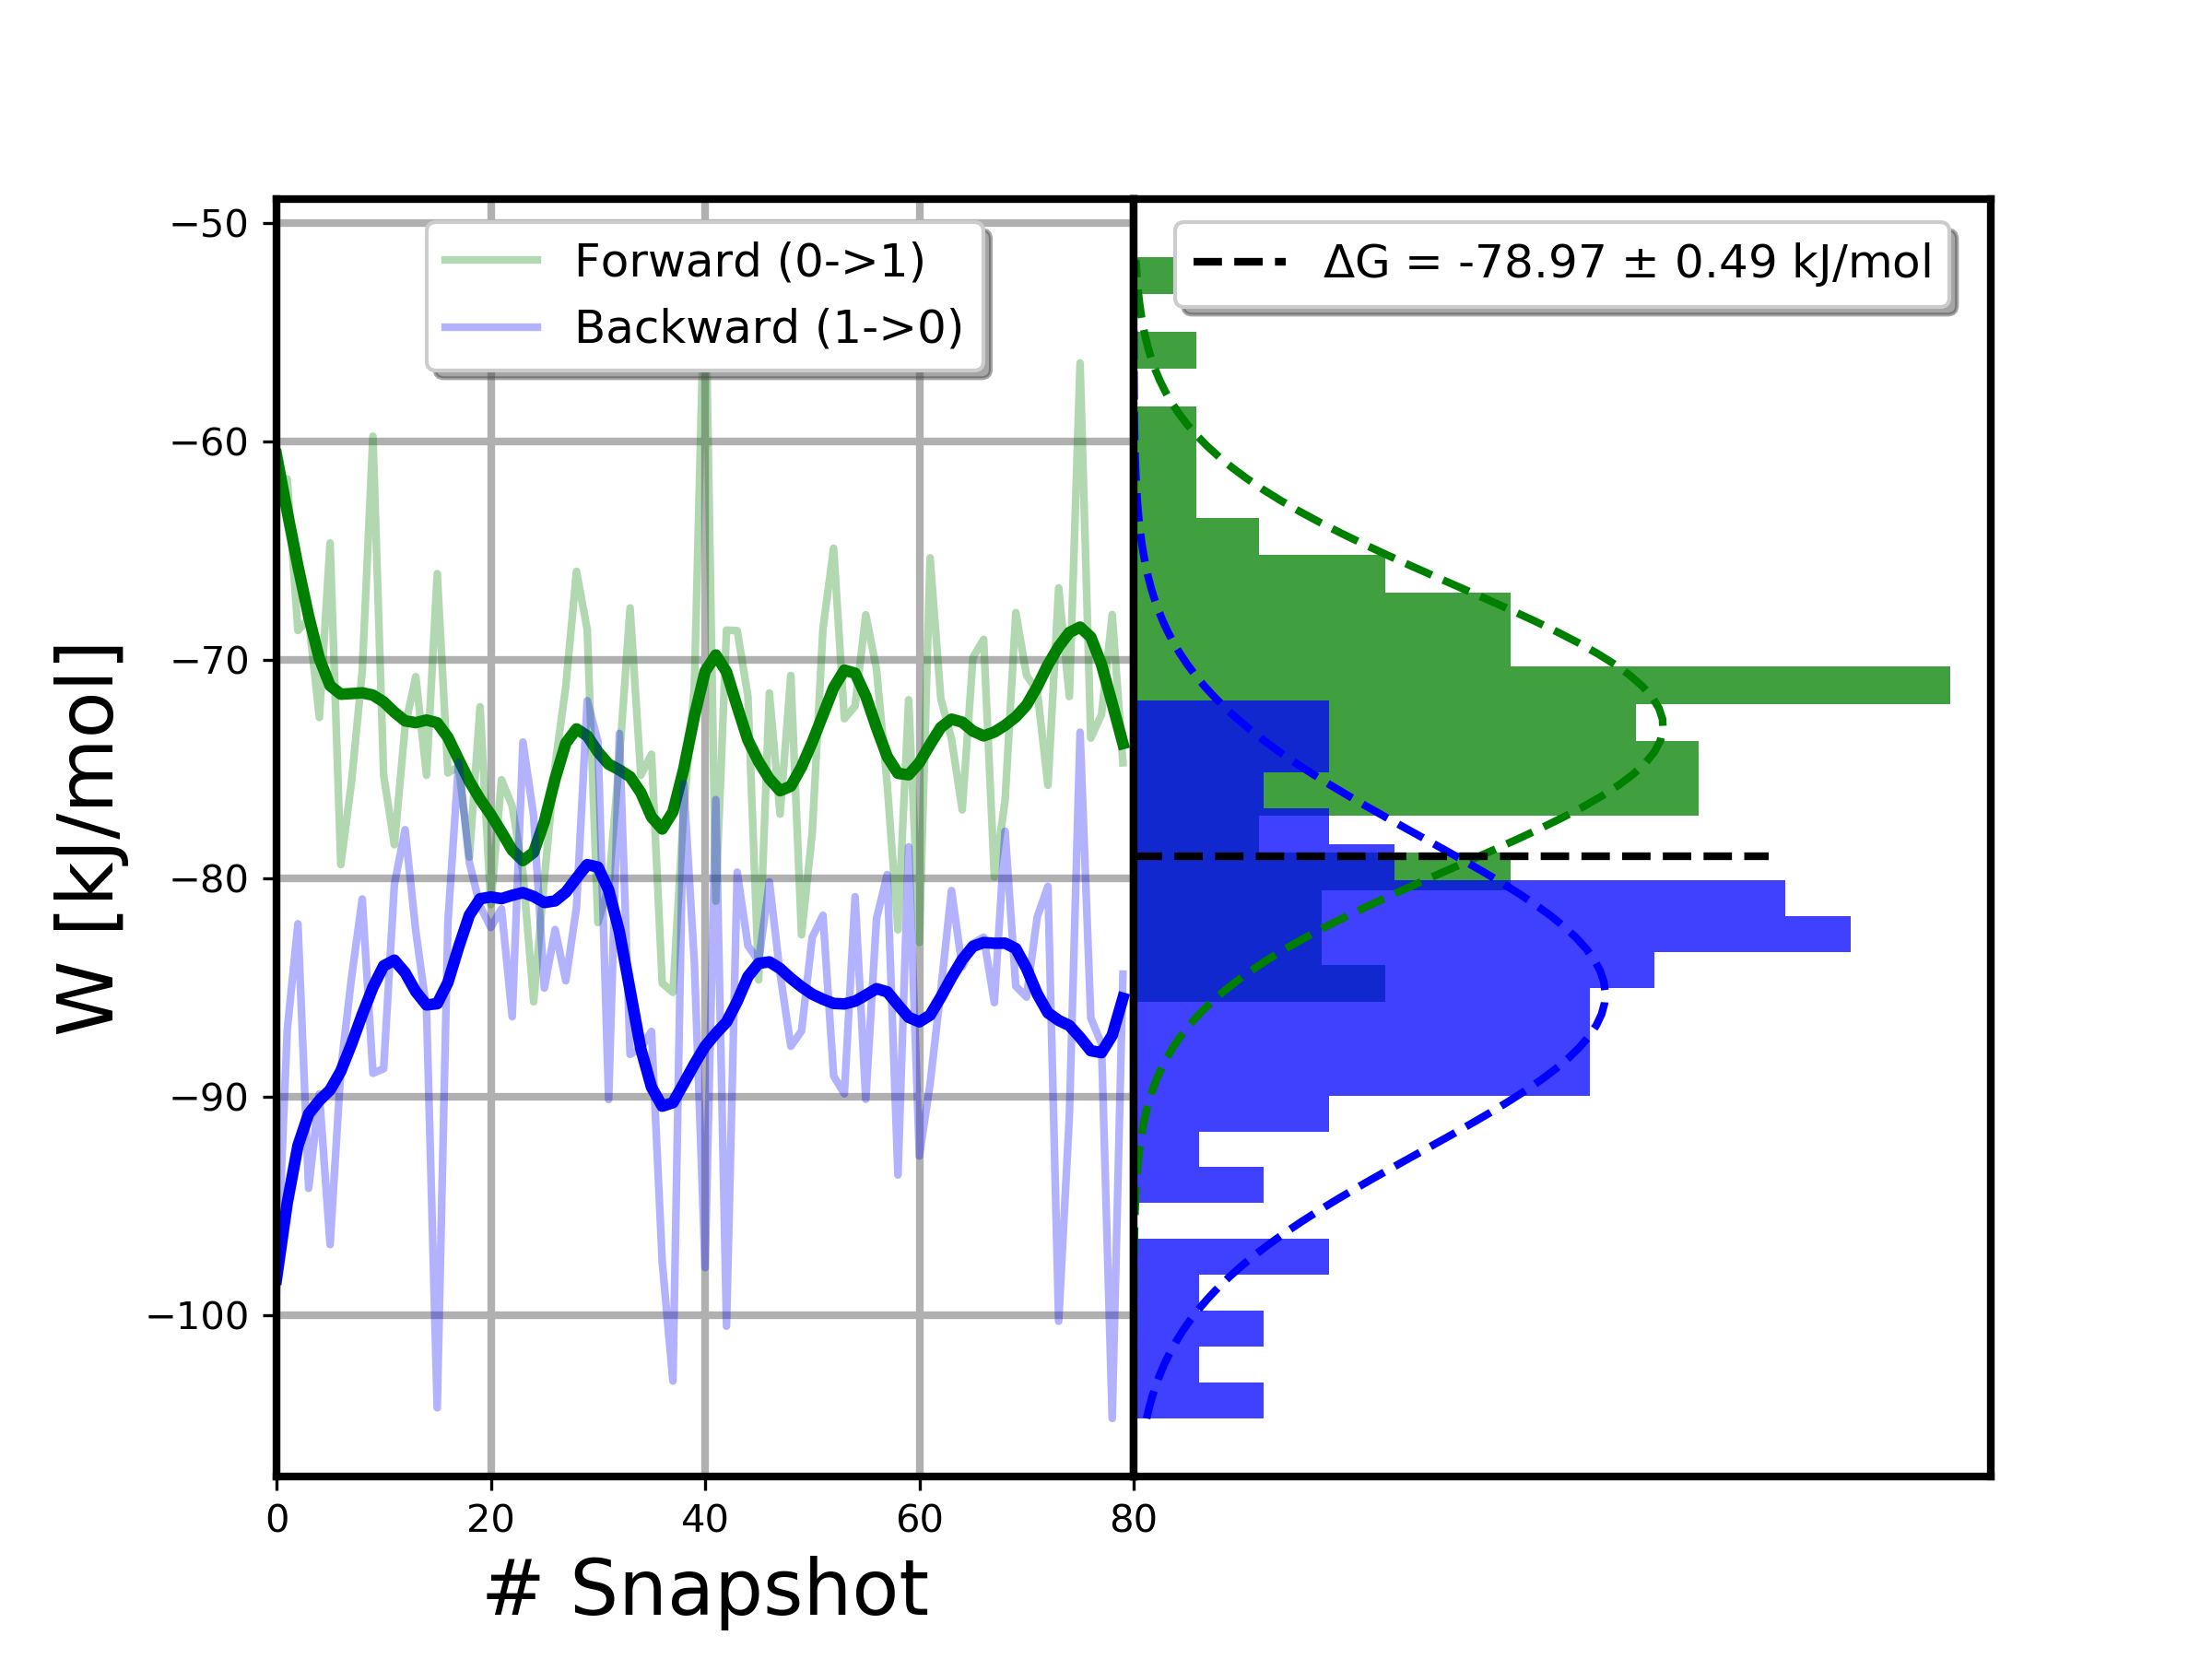 −50
−60
−70
−80
−90
−100
W [kJ/mol]
Forward (0->1)
Backward (1->0)
ΔG = -78.97 ± 0.49 kJ/mol
0 20 40 60 80
# Snapshot